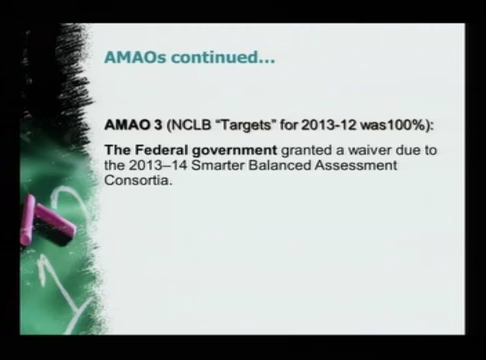 AMAOs continued...
AMAO 3 (NCLB “Targets” for 2013-12 was100%):
The Federal government granted a waiver due to
the 2013–14 Smarter Balanced Assessment
Consortia.